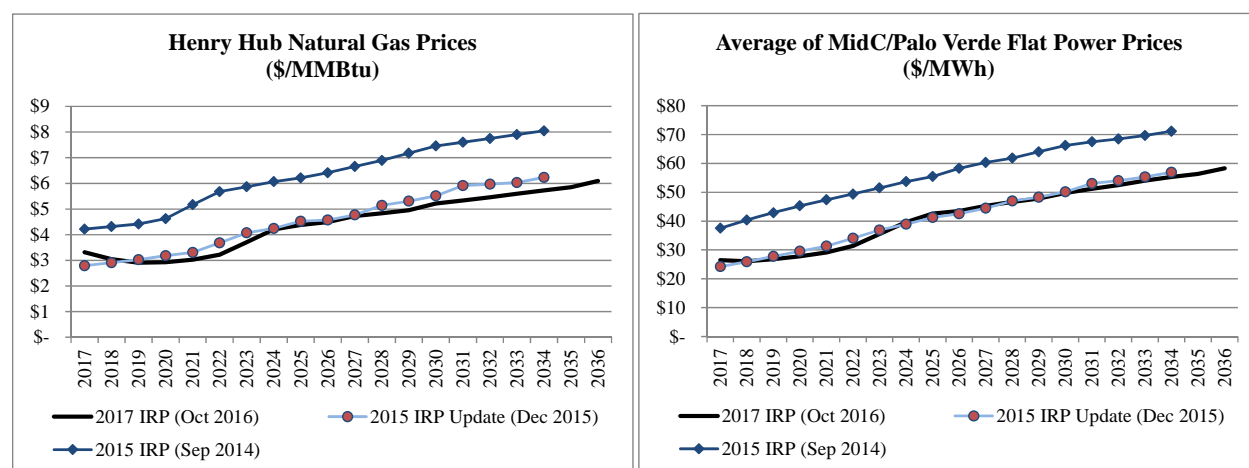 Henry Hub Natural Gas Prices
($/MMBtu)
$9
$8
$7
$6
$5
$4
$3
$2
$1
$-
2017 2018 2019 2020 2021 2022 2023 2024 2025 2026 2027 2028 2029 2030 2031 2032 2033 2034 2035 2036
2017 IRP (Oct 2016) 2015 IRP Update (Dec 2015)
2015 IRP (Sep 2014)
Average of MidC/Palo Verde Flat Power Prices
($/MWh)
$80
$70
$60
$50
$40
$30
$20
$10
$-
2017 2018 2019 2020 2021 2022 2023 2024 2025 2026 2027 2028 2029 2030 2031 2032 2033 2034 2035 2036
2017 IRP (Oct 2016) 2015 IRP Update (Dec 2015)
2015 IRP (Sep 2014)